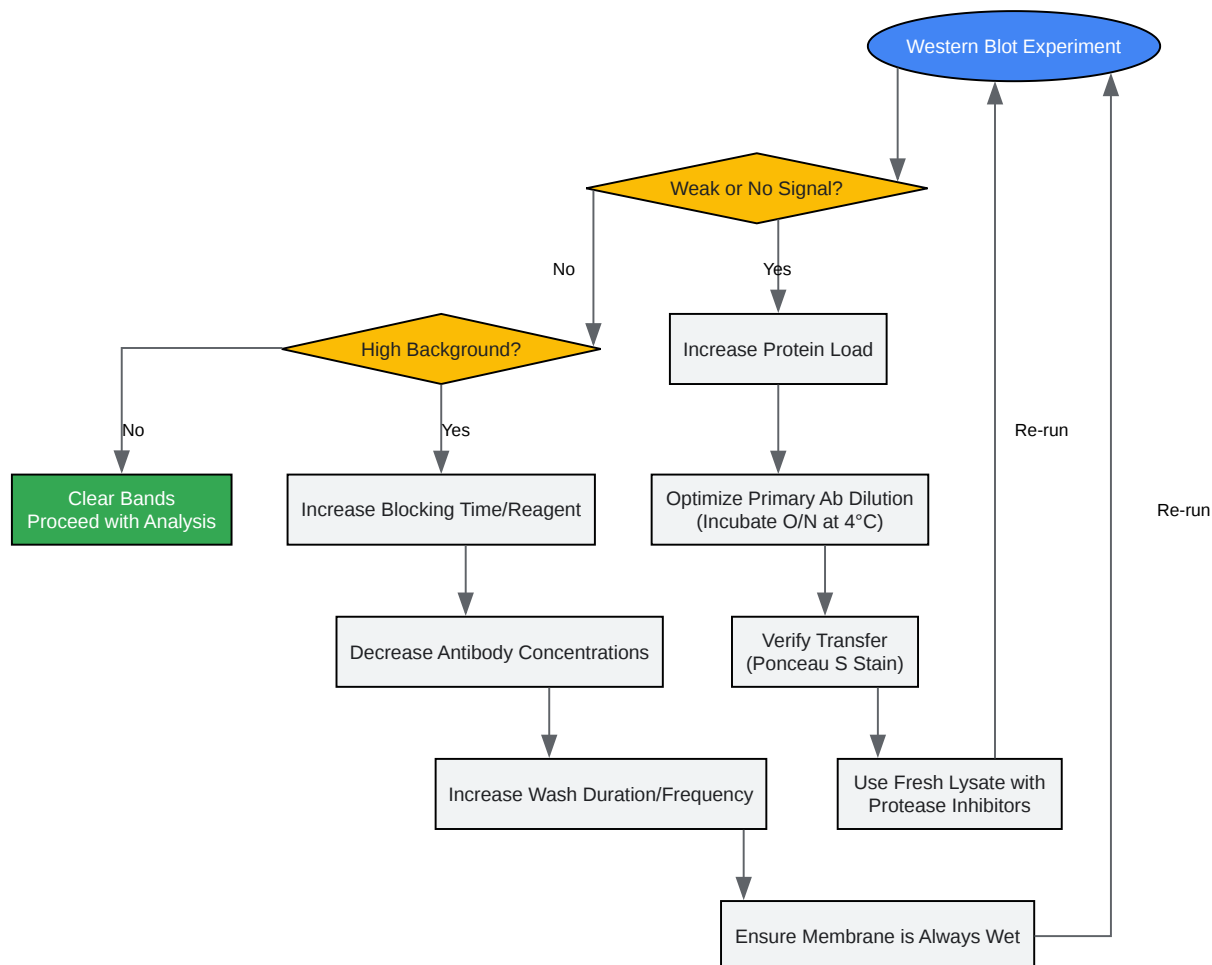 Western Blot Experiment
Weak or No Signal?
No
Yes
High Background?
Increase Protein Load
No
Yes
Re-run
Clear Bands
Proceed with Analysis
Increase Blocking Time/Reagent
Optimize Primary Ab Dilution
(Incubate O/N at 4°C)
Re-run
Decrease Antibody Concentrations
Verify Transfer
(Ponceau S Stain)
Increase Wash Duration/Frequency
Use Fresh Lysate with
Protease Inhibitors
Ensure Membrane is Always Wet